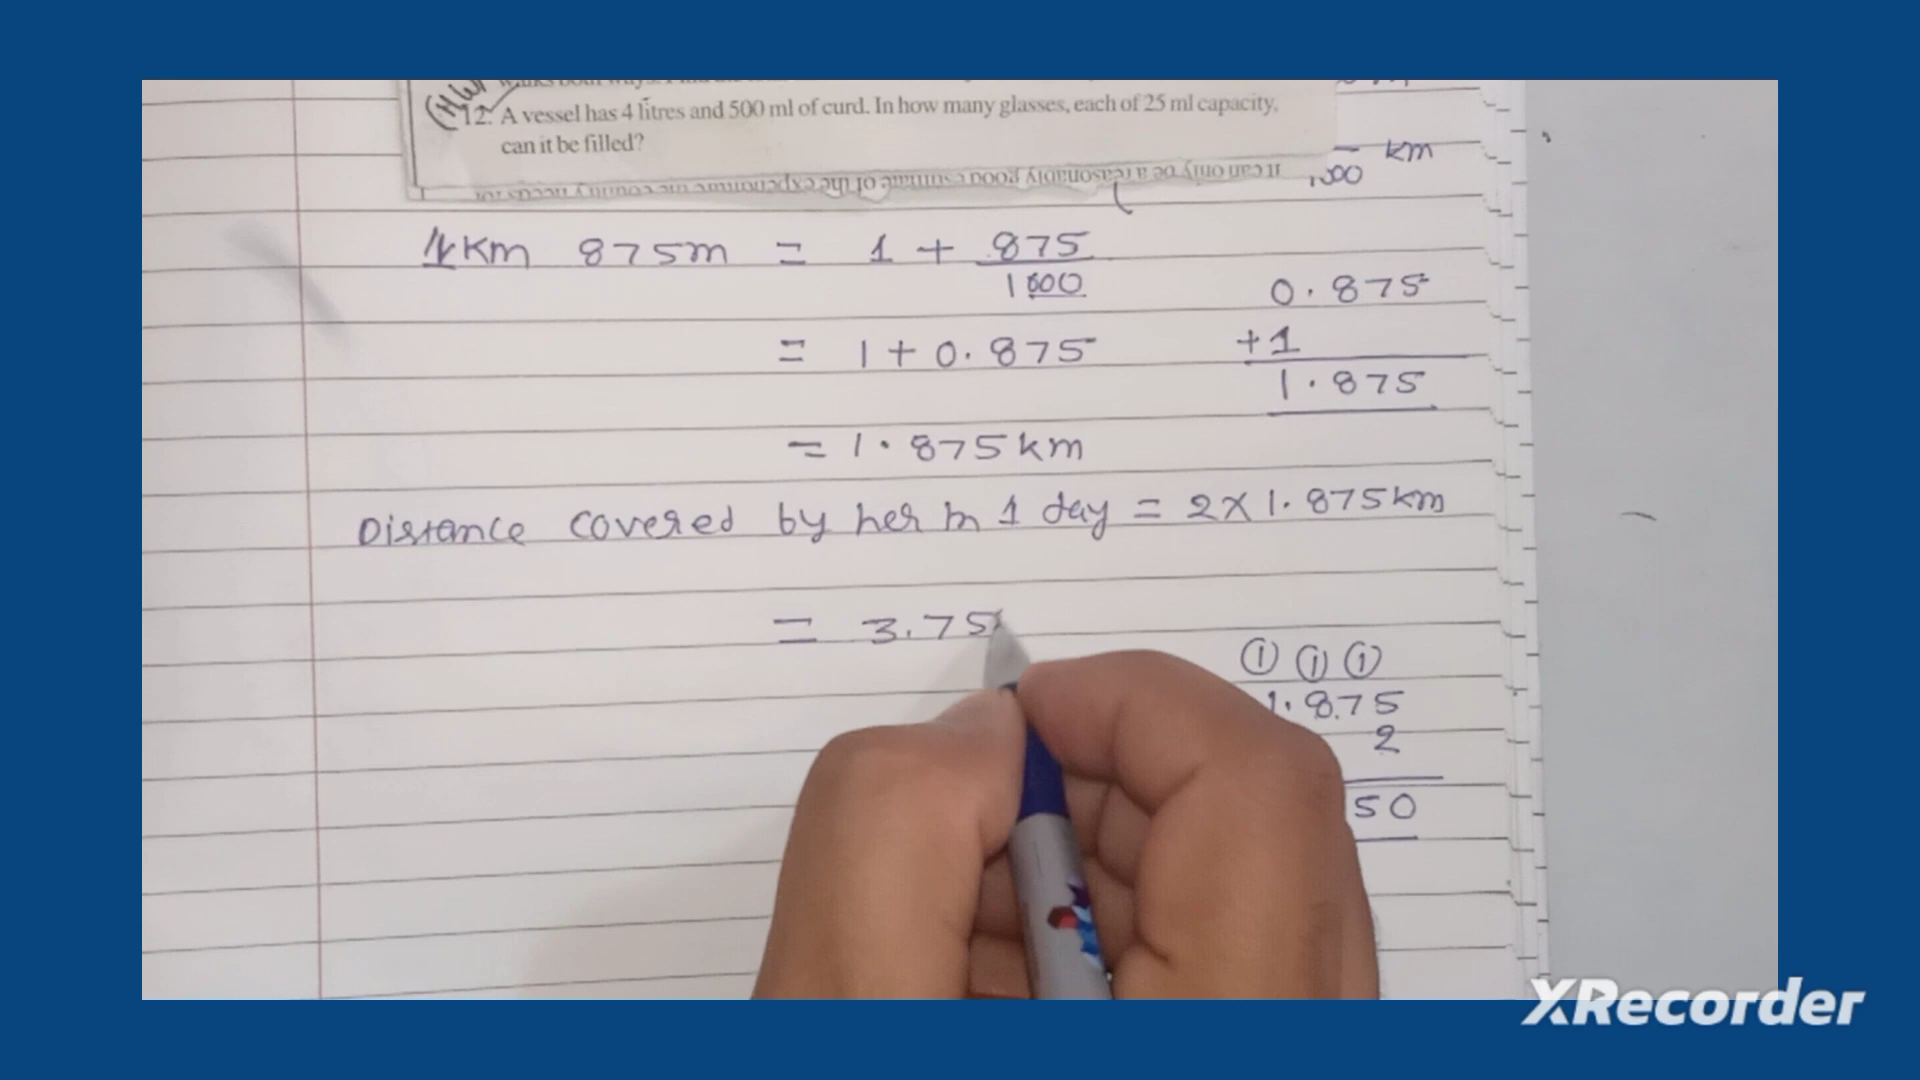 (HW)
12. A vessel has 4 litres and 500 ml of curd. In how many glasses, each of 25 ml capacity,
can it be filled?
km
1 km 875m = 1 + 875
1000
0.875
= 1 + 0.875
+1
1.875
= 1.875 km
Distance covered by her in 1 day = 2 x 1.875 km
= 3.75
1 1 1
1.875
2
50
XRecorder